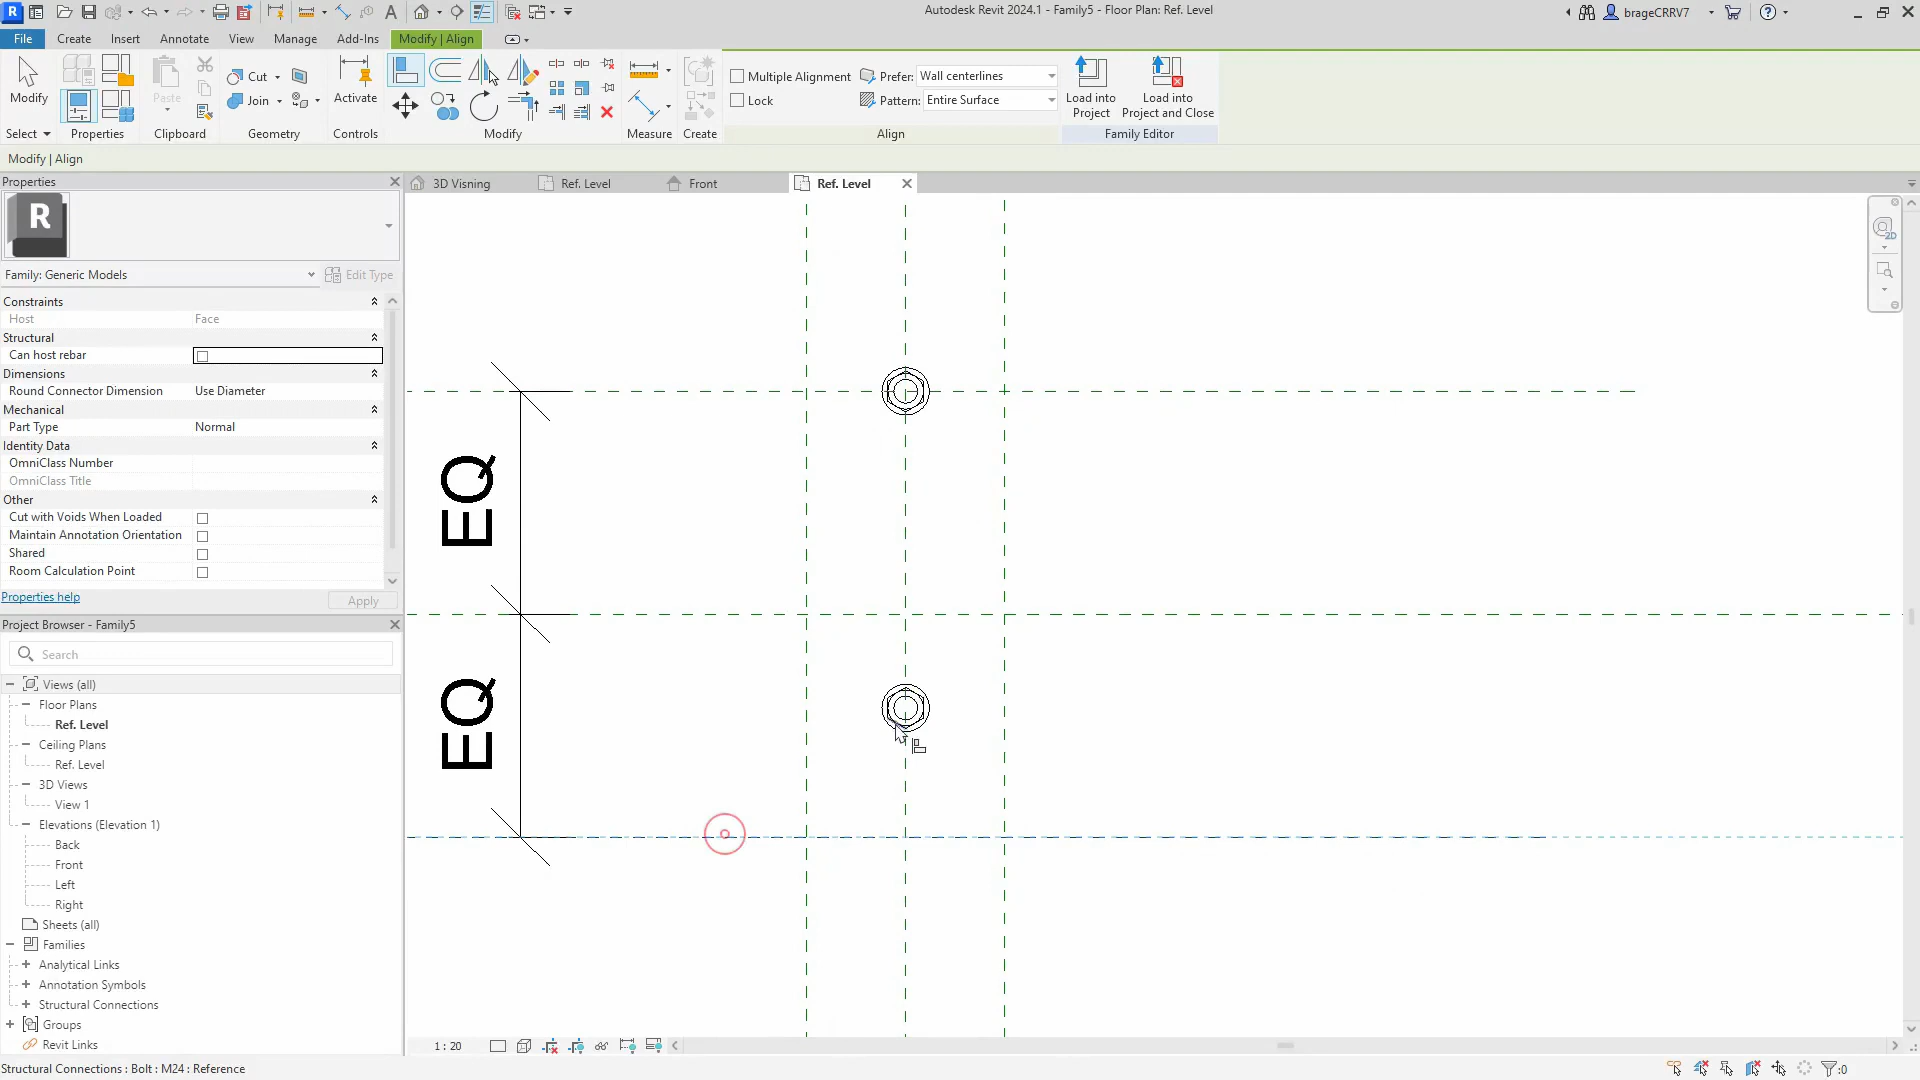 Autodesk Revit 2024.1 - Family5 - Floor Plan: Ref. Level
brageCRRV7
File Create Insert Annotate View Manage Add-Ins Modify | Align
Modify
Paste
Cut
Join
Activate
Multiple Alignment
Lock
Prefer: Wall centerlines
Pattern: Entire Surface
Load into
Project
Load into
Project and Close
Select Properties Clipboard Geometry Controls Modify Measure Create Align Family Editor
Modify | Align
Properties
R
Family: Generic Models
Edit Type
Constraints
Host Face
Structural
Can host rebar
Dimensions
Round Connector Dimension Use Diameter
Mechanical
Part Type Normal
Identity Data
OmniClass Number
OmniClass Title
Other
Cut with Voids When Loaded
Maintain Annotation Orientation
Shared
Room Calculation Point
Properties help
Apply
Project Browser - Family5
Search
Views (all)
Floor Plans
Ref. Level
Ceiling Plans
Ref. Level
3D Views
View 1
Elevations (Elevation 1)
Back
Front
Left
Right
Sheets (all)
Families
Analytical Links
Annotation Symbols
Structural Connections
Groups
Revit Links
3D Visning
Ref. Level
Front
Ref. Level
2D
EQ
EQ
1 : 20
Structural Connections : Bolt : M24 : Reference
:0